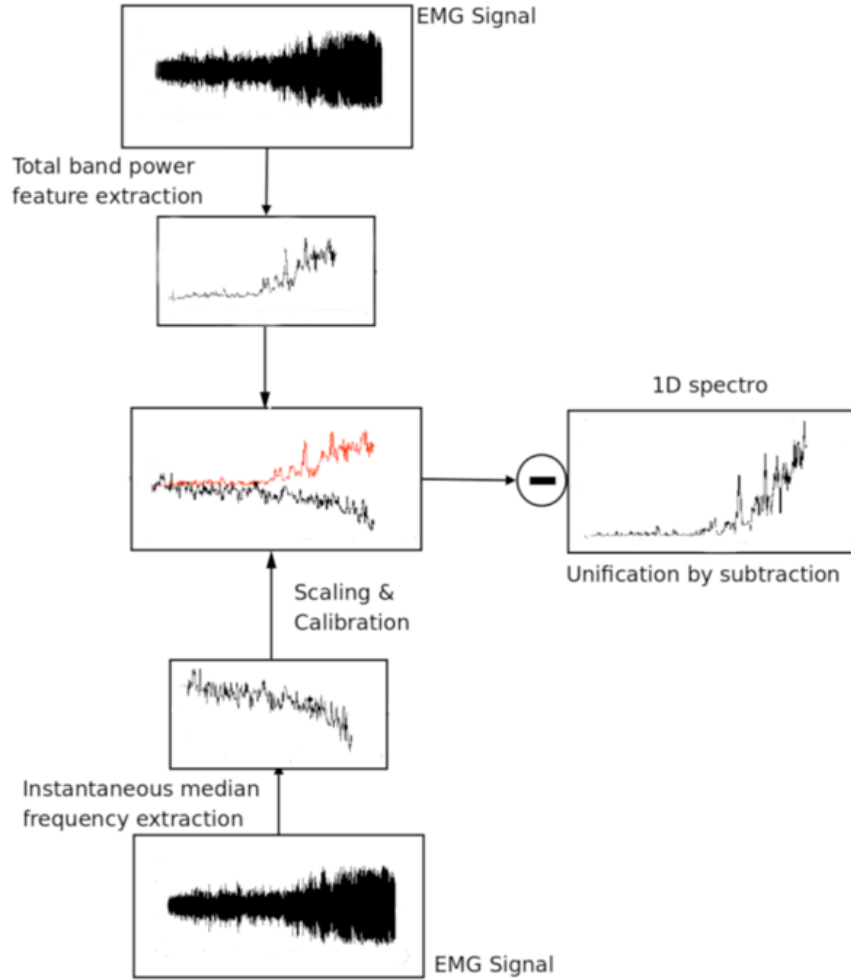 EMG Signal
Total band power
feature extraction
1D spectro
Unification by subtraction
Scaling &
Calibration
Instantaneous median
frequency extraction
EMG Signal